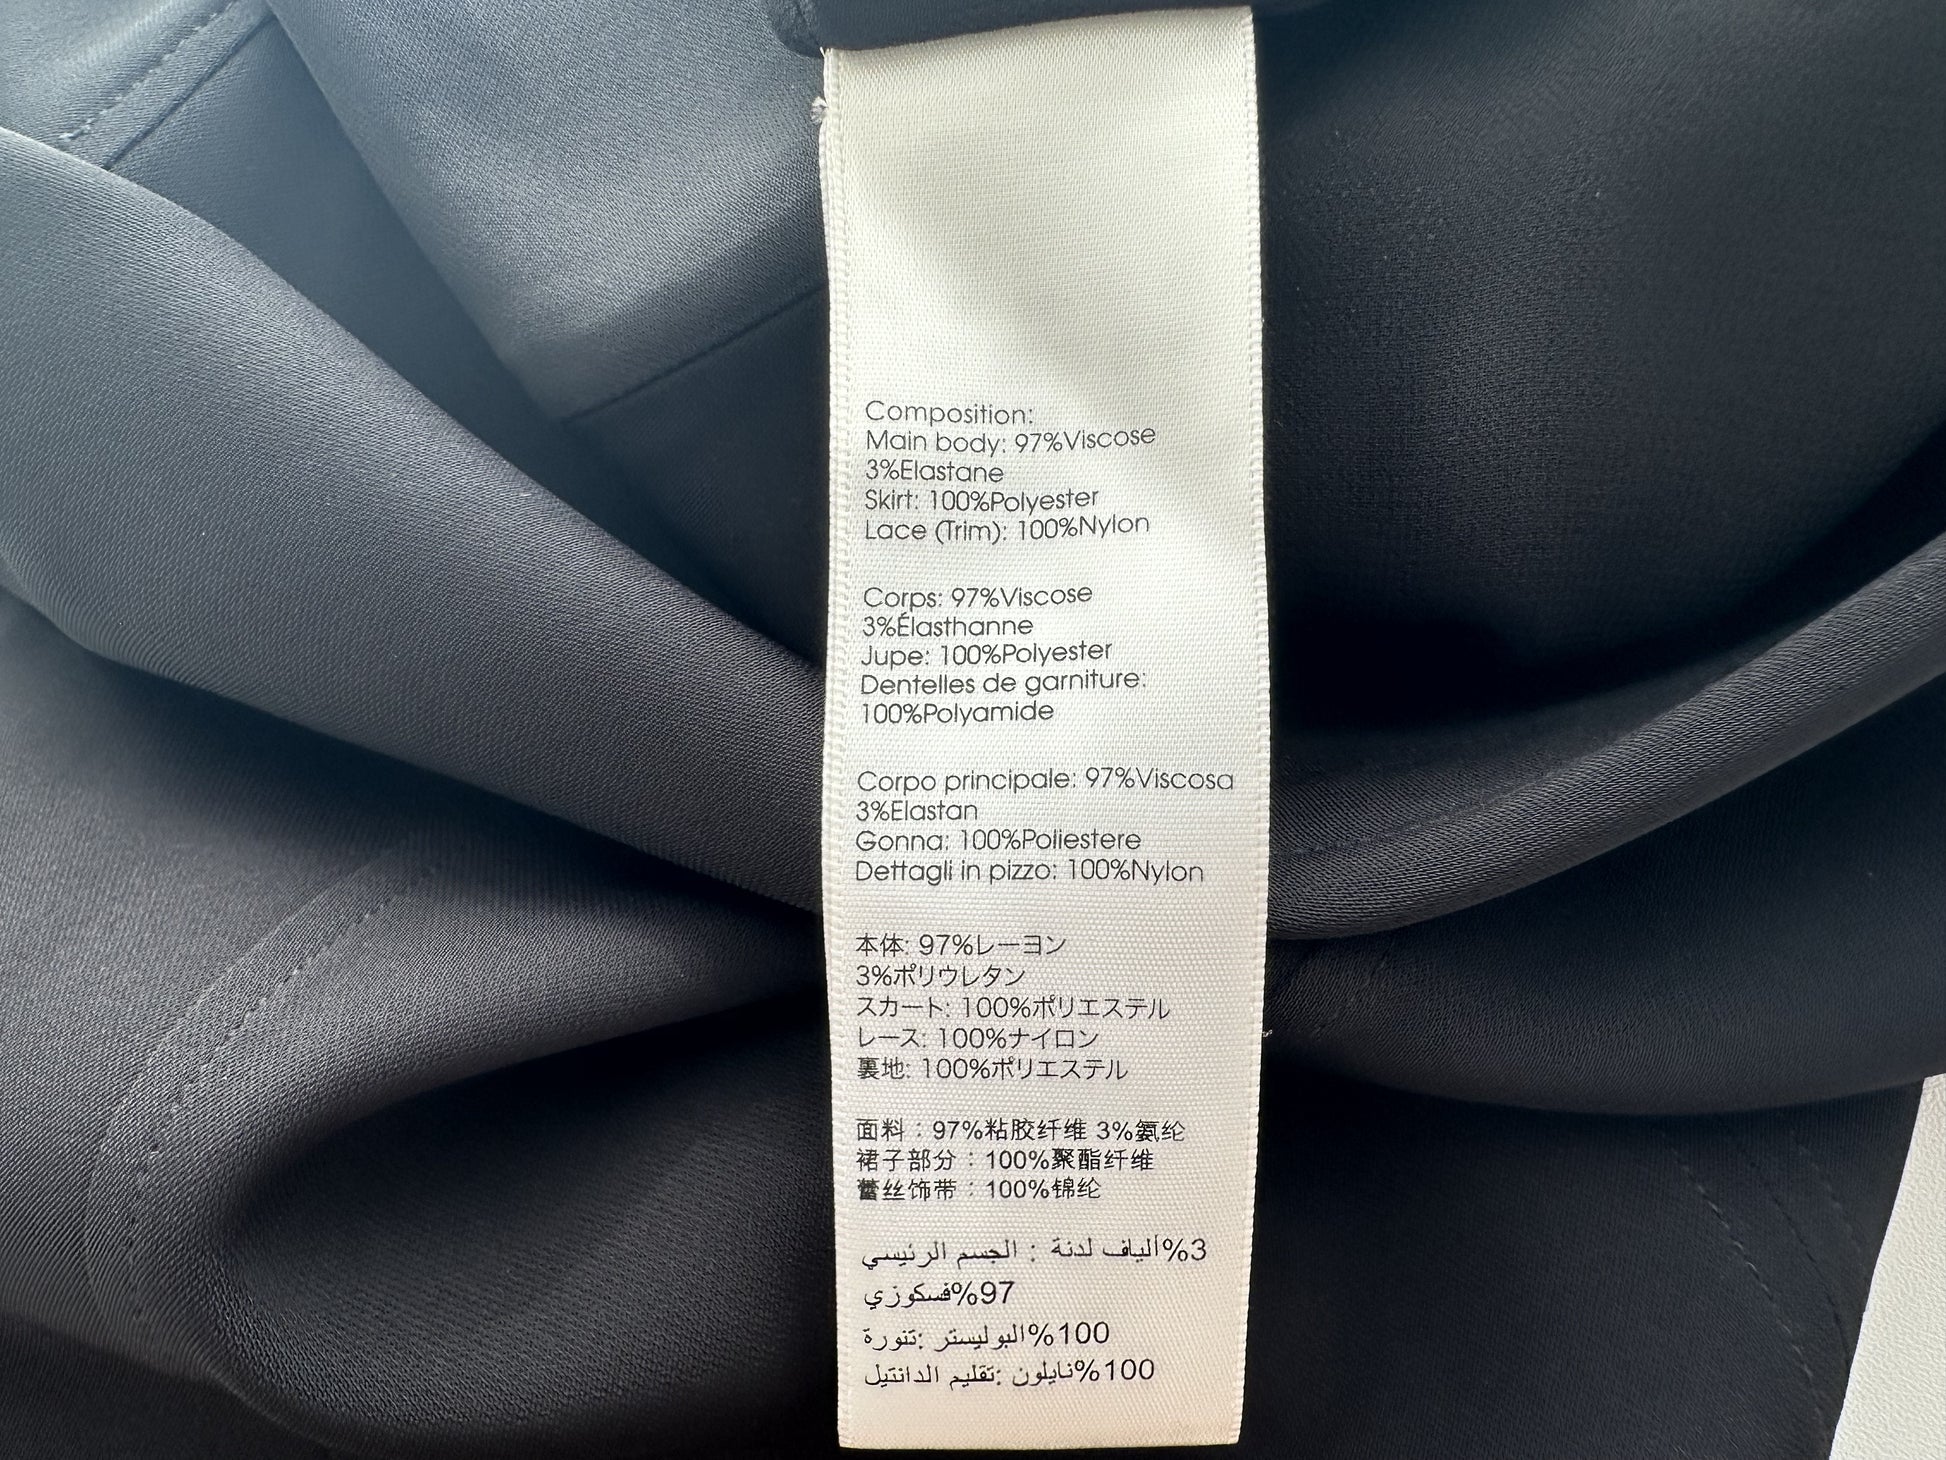 Composition:
Main body: 97%Viscose
3%Elastane
Skirt: 100%Polyester
Lace (Trim): 100%Nylon
Corps: 97%Viscose
3%Élasthanne
Jupe: 100%Polyester
Dentelles de garniture:
100%Polyamide
Corpo principale: 97%Viscosa
3%Elastan
Gonna: 100%Poliestere
Dettagli in pizzo: 100%Nylon
本体: 97%レーヨン
3%ポリウレタン
スカート: 100%ポリエステル
レース: 100%ナイロン
裏地: 100%ポリエステル
面料：97%粘胶纤维 3%氨纶
裙子部分：100%聚酯纤维
蕾丝饰带：100%锦纶
3%ألياف لدنة : الجسم الرئيسي
97%فسكوزي
100%البوليستر :تنورة
100%نايلون :تقليم الدانتيل